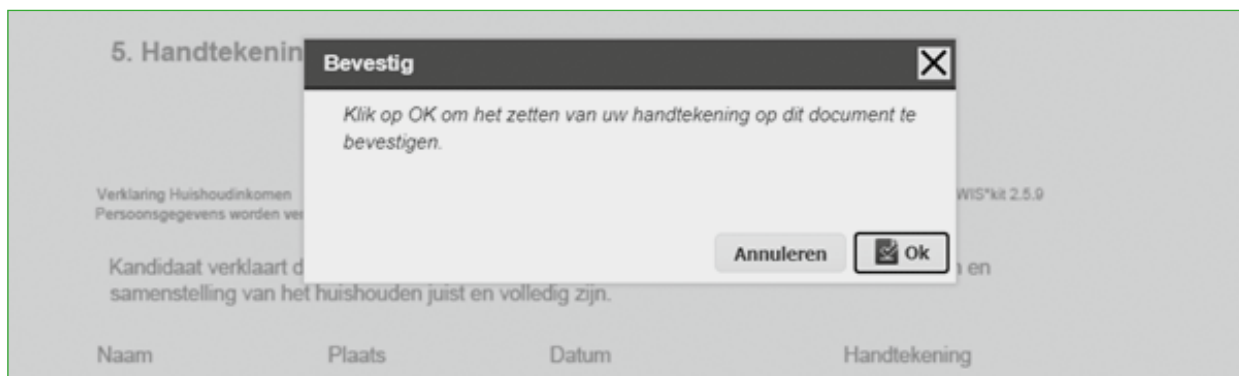 5. Handtekenin
Bevestig
Klik op OK om het zetten van uw handtekening op dit document te
bevestigen.
Verklaring Huishoudinkomen
WIS*kit 2.5.9
Persoonsgegevens worden ver
Annuleren
Ok
Kandidaat verklaart d
n en
samenstelling van het huishouden juist en volledig zijn.
Naam Plaats Datum Handtekening